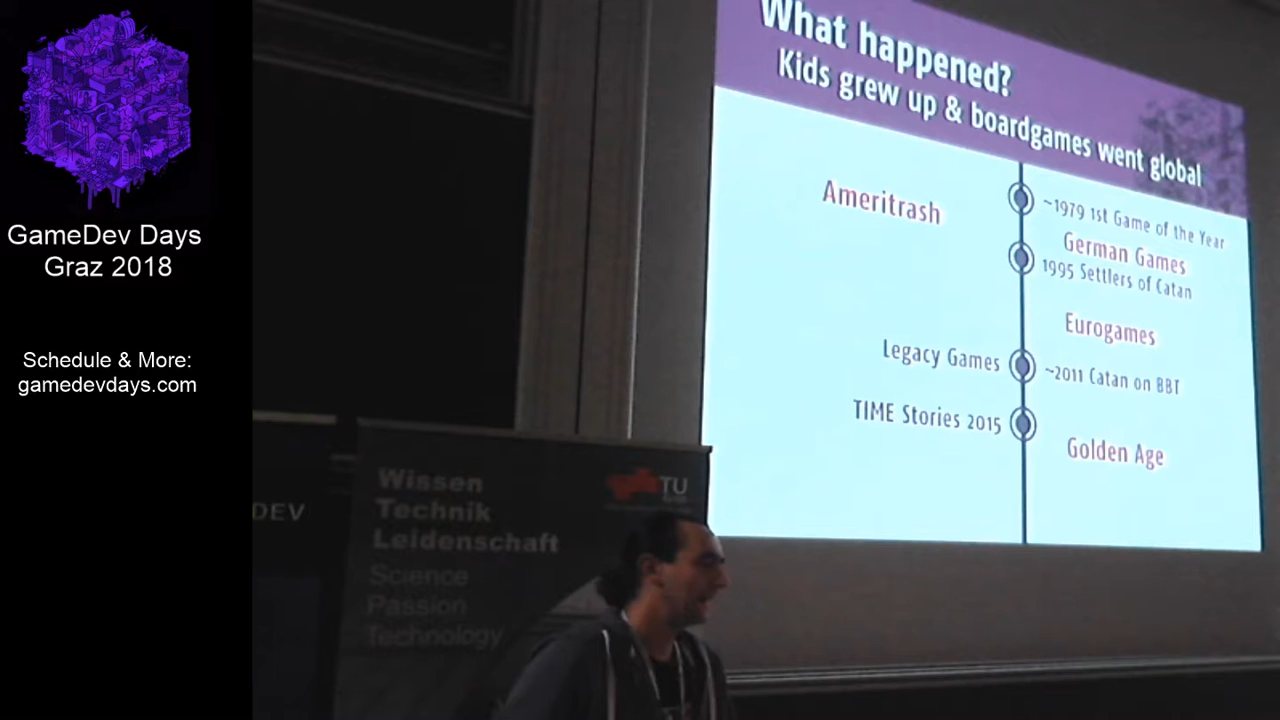 GameDev Days
Graz 2018
Schedule & More:
gamedevdays.com
What happened?
Kids grew up & boardgames went global
Ameritrash
~1979 1st Game of the Year
German Games
1995 Settlers of Catan
Eurogames
Legacy Games
~2011 Catan on BBT
TIME Stories 2015
Golden Age
DEV
Wissen
Technik
Leidenschaft
TU
Science
Passion
Technology